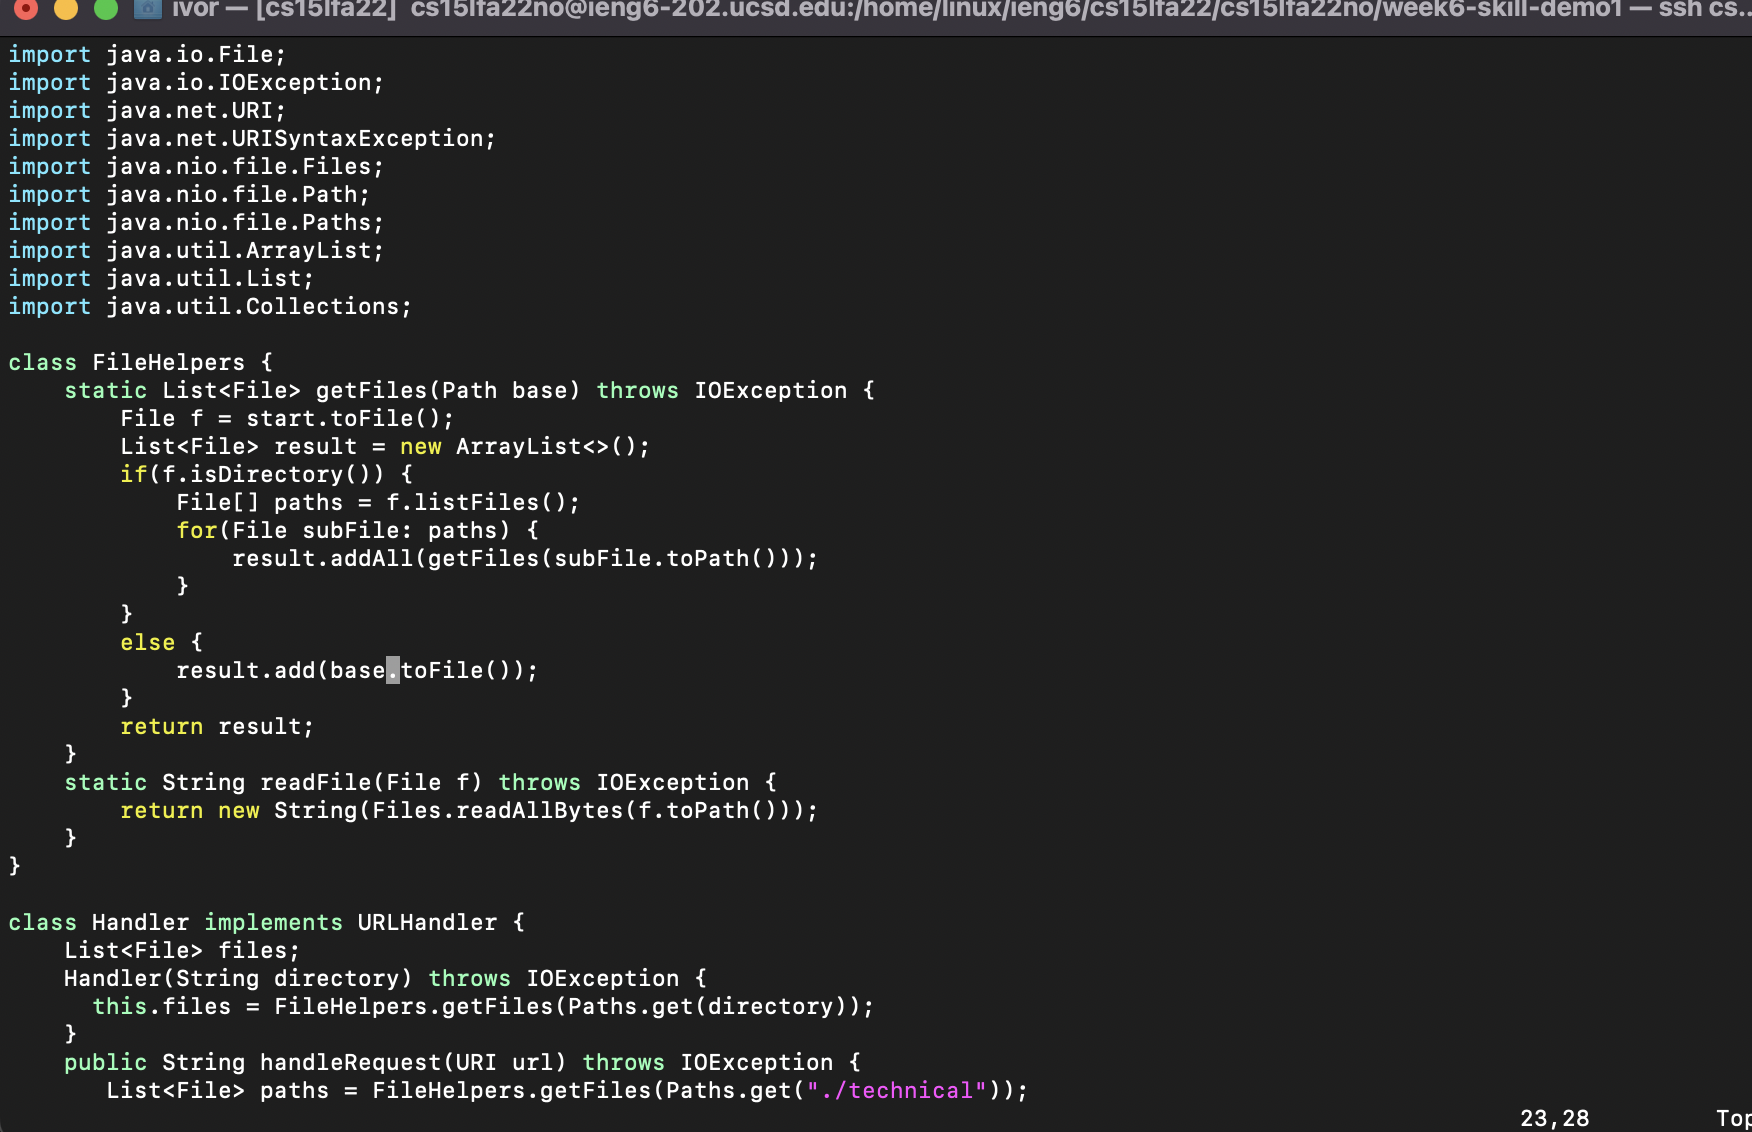 ivor — [cs15lfa22] cs15lfa22no@ieng6-202.ucsd.edu:/home/linux/ieng6/cs15lfa22/cs15lfa22no/week6-skill-demo1 — ssh cs...
import java.io.File;
import java.io.IOException;
import java.net.URI;
import java.net.URISyntaxException;
import java.nio.file.Files;
import java.nio.file.Path;
import java.nio.file.Paths;
import java.util.ArrayList;
import java.util.List;
import java.util.Collections;

class FileHelpers {
    static List<File> getFiles(Path base) throws IOException {
        File f = start.toFile();
        List<File> result = new ArrayList<>();
        if(f.isDirectory()) {
            File[] paths = f.listFiles();
            for(File subFile: paths) {
                result.addAll(getFiles(subFile.toPath()));
            }
        }
        else {
            result.add(base.toFile());
        }
        return result;
    }
    static String readFile(File f) throws IOException {
        return new String(Files.readAllBytes(f.toPath()));
    }
}

class Handler implements URLHandler {
    List<File> files;
    Handler(String directory) throws IOException {
      this.files = FileHelpers.getFiles(Paths.get(directory));
    }
    public String handleRequest(URI url) throws IOException {
       List<File> paths = FileHelpers.getFiles(Paths.get("./technical"));
23,28 Top